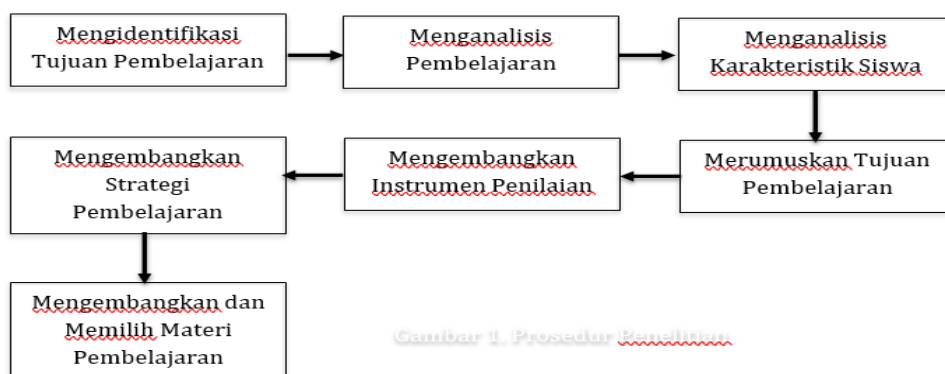 Mengidentifikasi
Tujuan Pembelajaran
Menganalisis
Pembelajaran
Menganalisis
Karakteristik Siswa
Merumuskan Tujuan
Pembelajaran
Mengembangkan
Instrumen Penilaian
Mengembangkan
Strategi
Pembelajaran
Mengembangkan dan
Memilih Materi
Pembelajaran
Gambar 1. Prosedur Penelitian